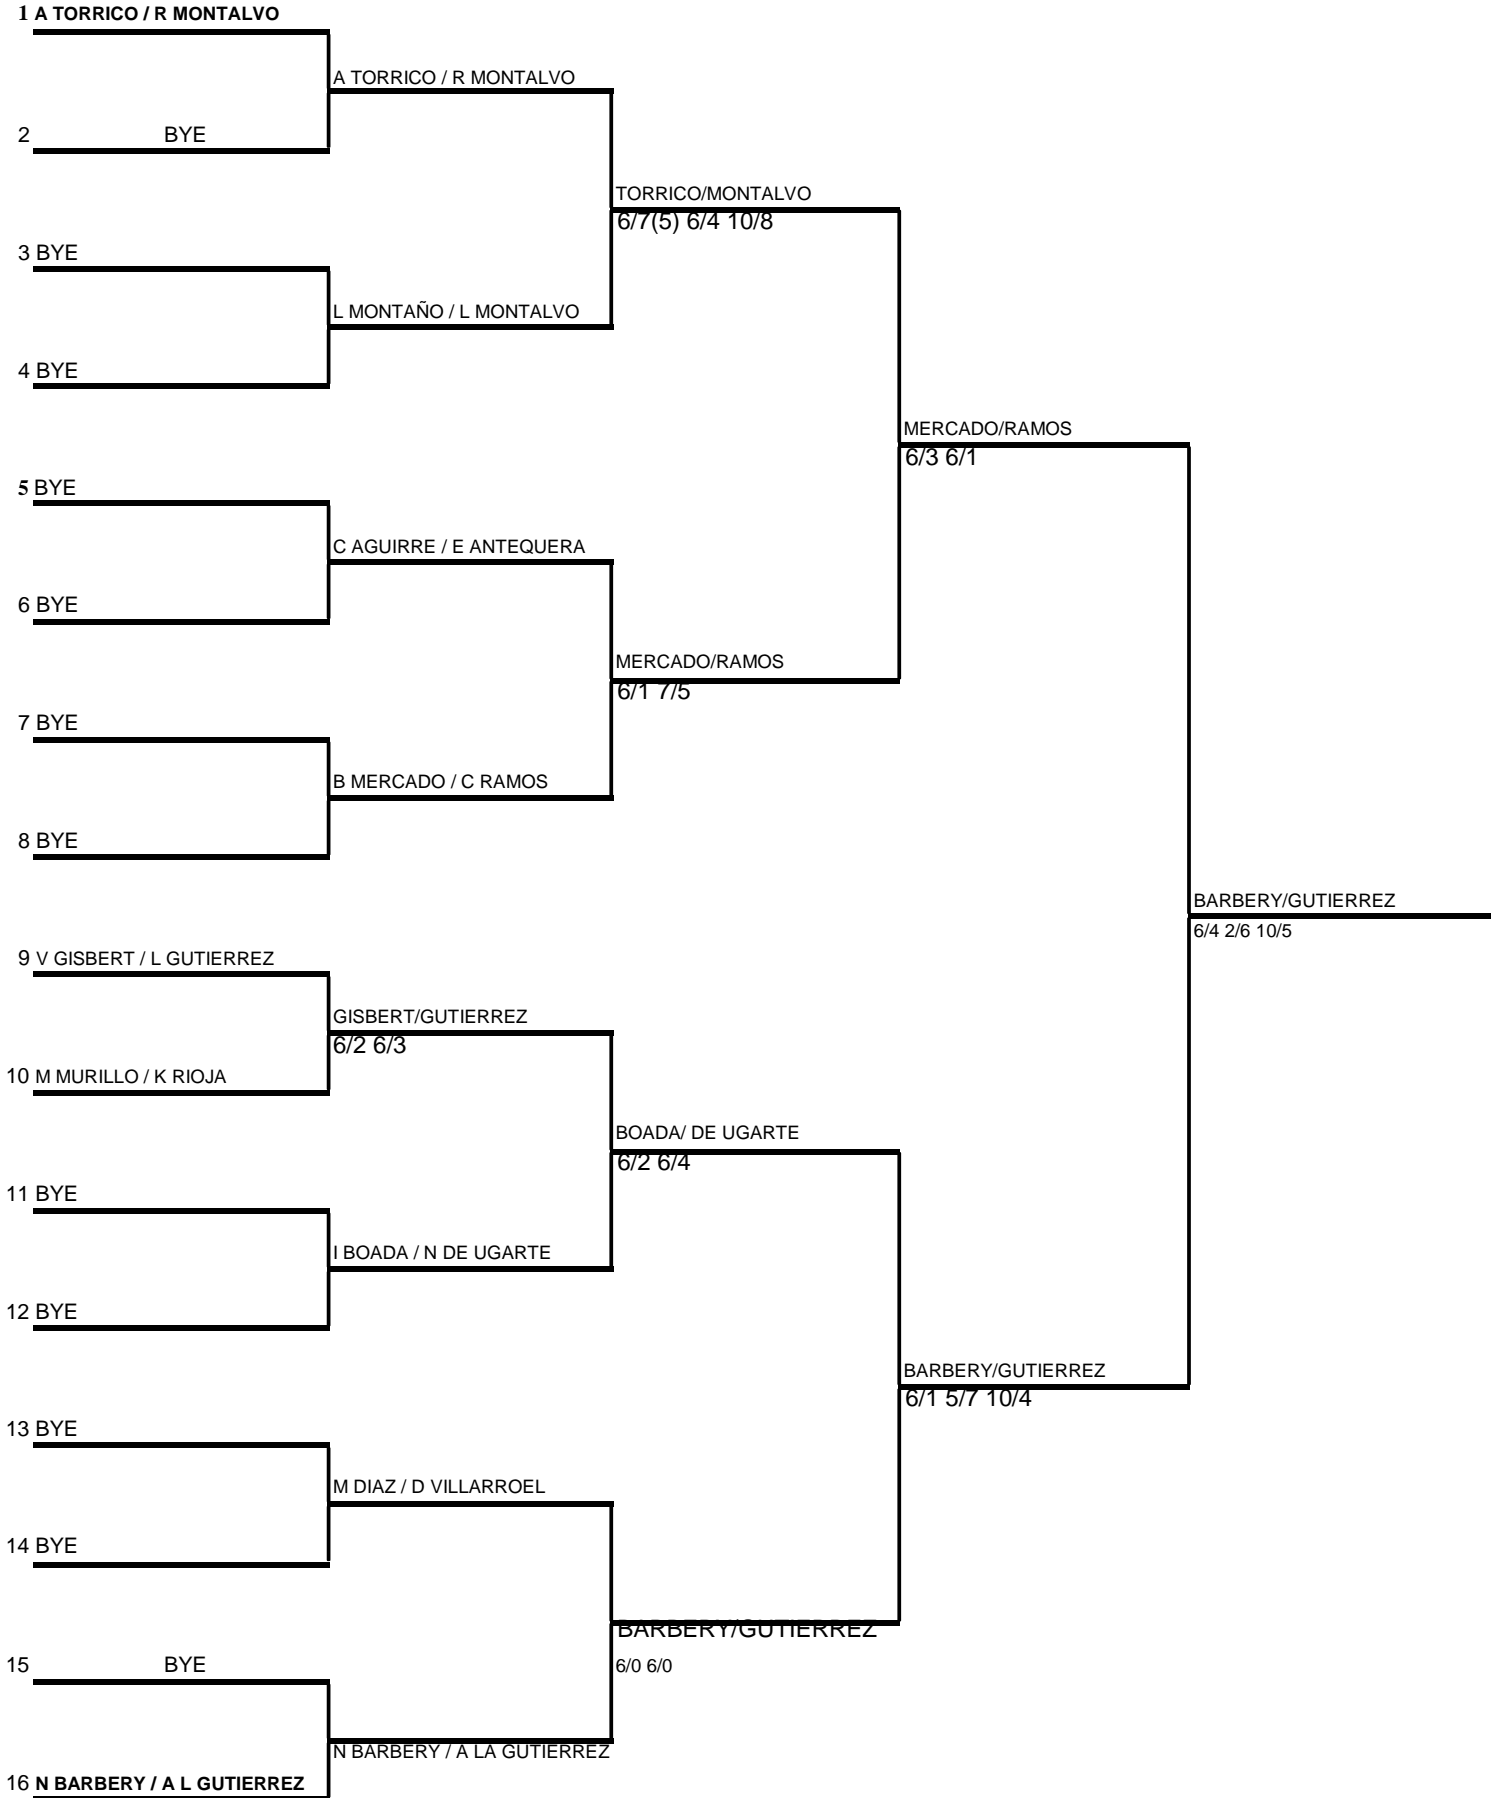 1 A TORRICO / R MONTALVO
A TORRICO / R MONTALVO
2 BYE
TORRICO/MONTALVO
6/7(5) 6/4 10/8
3 BYE
L MONTAÑO / L MONTALVO
4 BYE
MERCADO/RAMOS
6/3 6/1
5 BYE
C AGUIRRE / E ANTEQUERA
6 BYE
MERCADO/RAMOS
6/1 7/5
7 BYE
B MERCADO / C RAMOS
8 BYE
BARBERY/GUTIERREZ
6/4 2/6 10/5
9 V GISBERT / L GUTIERREZ
GISBERT/GUTIERREZ
6/2 6/3
10 M MURILLO / K RIOJA
BOADA/ DE UGARTE
6/2 6/4
11 BYE
I BOADA / N DE UGARTE
12 BYE
BARBERY/GUTIERREZ
6/1 5/7 10/4
13 BYE
M DIAZ / D VILLARROEL
14 BYE
BARBERY/GUTIERREZ
6/0 6/0
15 BYE
N BARBERY / A LA GUTIERREZ
16 N BARBERY / A L GUTIERREZ